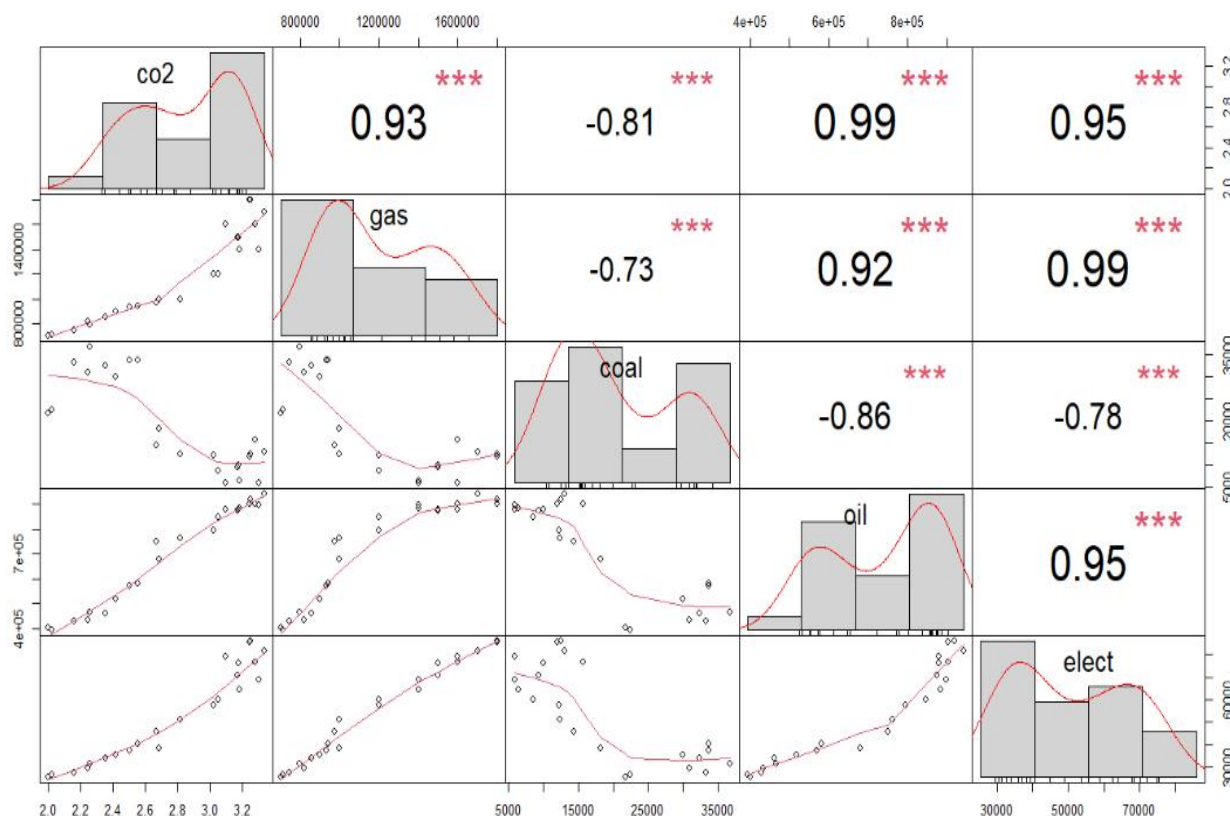 800000 1200000 1600000 4e+05 6e+05 8e+05
co2 *** *** *** ***
0.93 -0.81 0.99 0.95
2.0 2.4 2.8 3.2
800000 1400000
gas *** *** ***
-0.73 0.92 0.99
coal *** ***
-0.86 -0.78
5000 20000 35000
4e+05 7e+05
oil ***
0.95
elect
30000 60000
2.0 2.2 2.4 2.6 2.8 3.0 3.2 5000 15000 25000 35000 30000 50000 70000